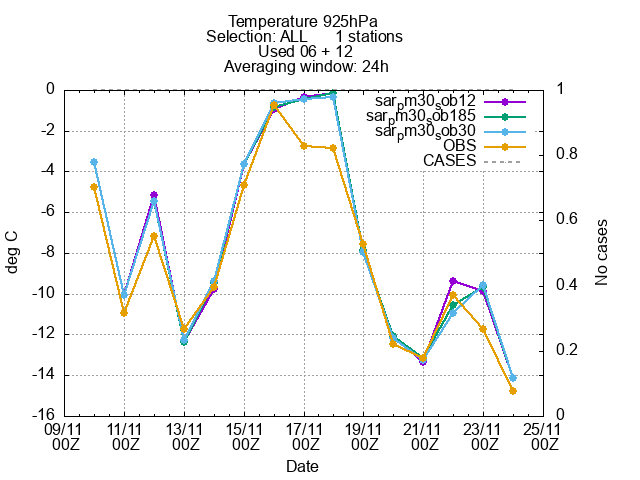 Temperature 925hPa
Selection: ALL 1 stations
Used 06 + 12
Averaging window: 24h
sarpm30sob12
sarpm30sob185
sarpm30sob30
OBS
CASES
0
-2
-4
-6
-8
-10
-12
-14
-16
1
0.8
0.6
0.4
0.2
0
deg C
No cases
09/11 11/11 13/11 15/11 17/11 19/11 21/11 23/11 25/11
00Z 00Z 00Z 00Z 00Z 00Z 00Z 00Z 00Z
Date